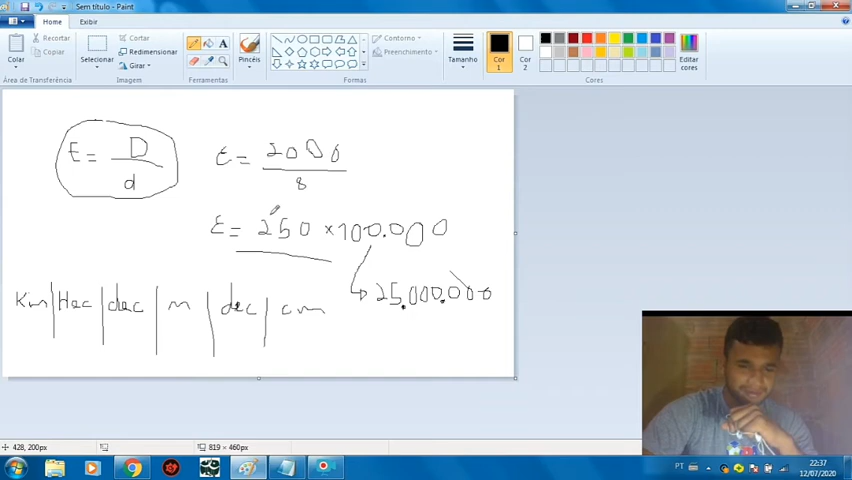 Sem título - Paint
Home Exibir
Colar
Recortar
Copiar
Área de Transferência
Selecionar
Cortar
Redimensionar
Girar
Imagem
A
Ferramentas
Pincéis
Contorno
Preenchimento
Formas
Tamanho
Cor
1
Cor
2
Editar
cores
Cores
E = D
d
E = 2000
8
E = 250 × 100.000
25.000.000
Km Hec dec m dec cm
428, 200px
819 × 460px
PT
22:37
12/07/2020